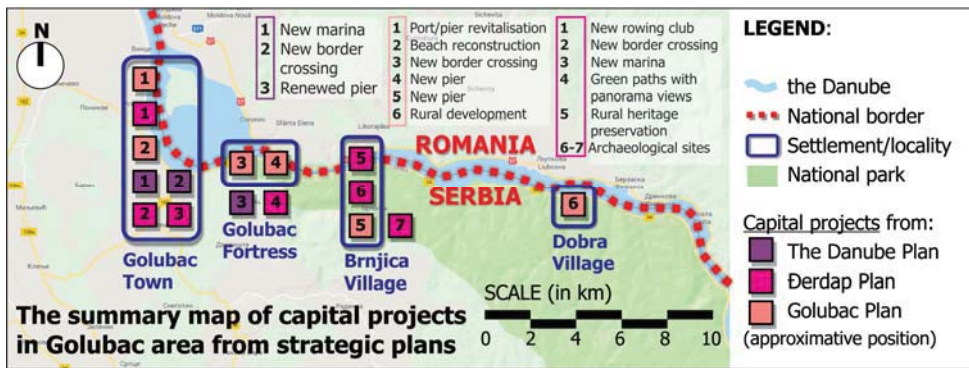 N
1 New marina
2 New border
crossing
3 Renewed pier
1 Port/pier revitalisation
2 Beach reconstruction
3 New border crossing
4 New pier
5 New pier
6 Rural development
1 New rowing club
2 New border crossing
3 New marina
4 Green paths with
panorama views
5 Rural heritage
preservation
6-7 Archaeological sites
Sfânta Elena
ROMANIA
SERBIA
1
1
2
1 2
2 3
Golubac
Town
3 4
3 4
Golubac
Fortress
5
6
5 7
Brnjica
Village
6
Dobra
Village
SCALE (in km)
0 2 4 6 8 10
The summary map of capital projects
in Golubac area from strategic plans
LEGEND:
the Danube
National border
Settlement/locality
National park
Capital projects from:
The Danube Plan
Đerdap Plan
Golubac Plan
(approximative position)